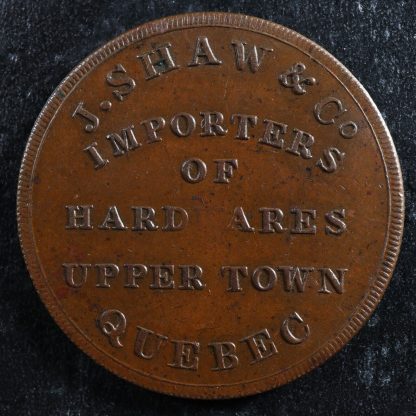 J. SHAW & Co
IMPORTERS
OF
HARD ARES
UPPER TOWN
QUEBEC